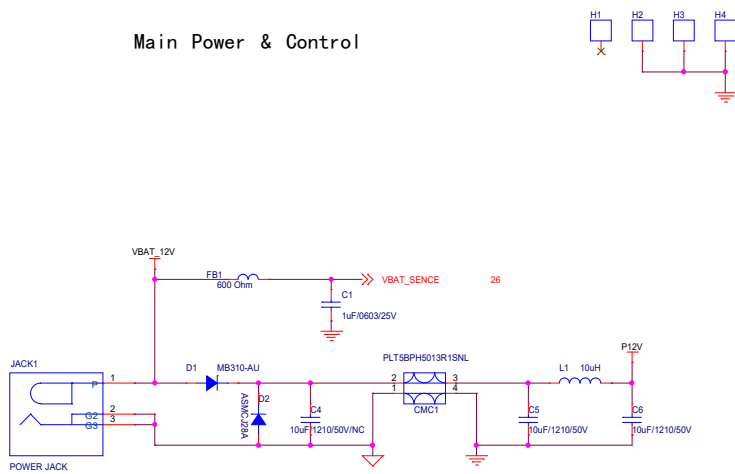 H1 H2 H3 H4
Main Power & Control
VBAT_12V
FB1
600 Ohm
VBAT_SENCE 26
C1
1uF/0603/25V
P12V
JACK1
D1 MB310-AU
PLT5BPH5013R1SNL
L1 10uH
P 1
2 3
1 4
CMC1
G2 2
G3 3
D2
ASMCJ28A
C4
10uF/1210/50V/NC
C5
10uF/1210/50V
C6
10uF/1210/50V
POWER JACK